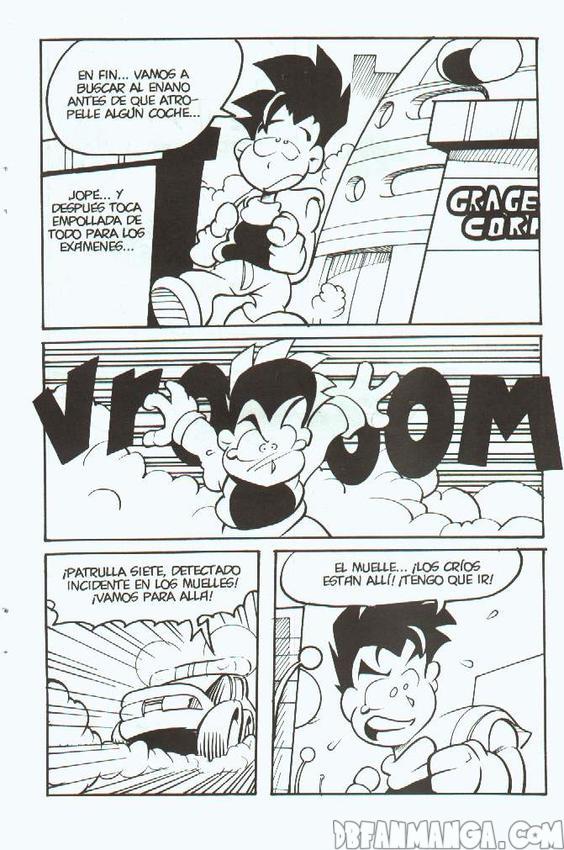 EN FIN... VAMOS A
BUSCAR AL ENANO
ANTES DE QUE ATRO-
PELLE ALGÚN COCHE...
JOPÉ... Y
DESPUÉS TOCA
EMPOLLADA DE
TODO PARA LOS
EXÁMENES...
GRAGE
CORP
VROOOOM
¡PATRULLA SIETE, DETECTADO
INCIDENTE EN LOS MUELLES!
¡VAMOS PARA ALLÁ!
EL MUELLE... ¡LOS CRÍOS
ESTÁN ALLÍ! ¡TENGO QUE IR!
DBFANMANGA.COM